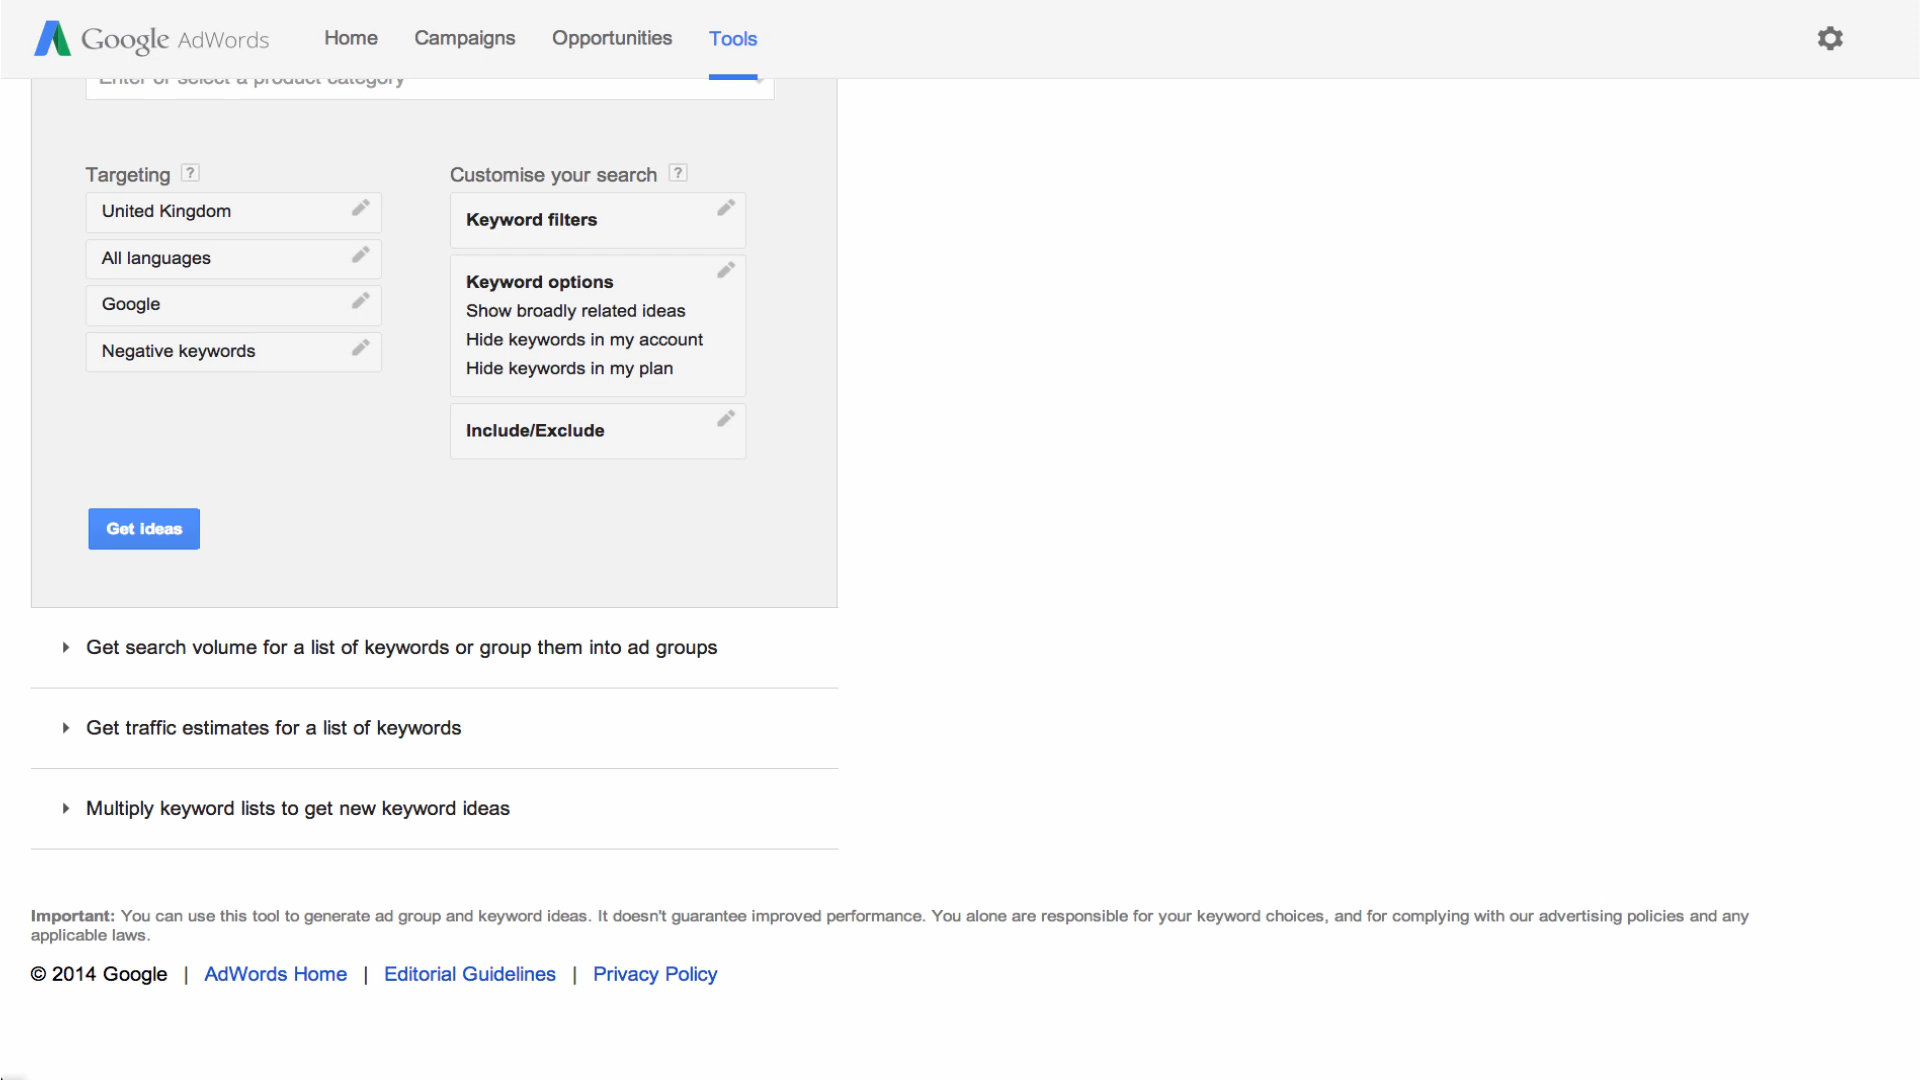 Google AdWords Home Campaigns Opportunities Tools
Enter or select a product category
Targeting ? Customise your search ?
United Kingdom
All languages
Google
Negative keywords
Keyword filters
Keyword options
Show broadly related ideas
Hide keywords in my account
Hide keywords in my plan
Include/Exclude
Get ideas
Get search volume for a list of keywords or group them into ad groups
Get traffic estimates for a list of keywords
Multiply keyword lists to get new keyword ideas
Important: You can use this tool to generate ad group and keyword ideas. It doesn't guarantee improved performance. You alone are responsible for your keyword choices, and for complying with our advertising policies and any
applicable laws.
© 2014 Google | AdWords Home | Editorial Guidelines | Privacy Policy